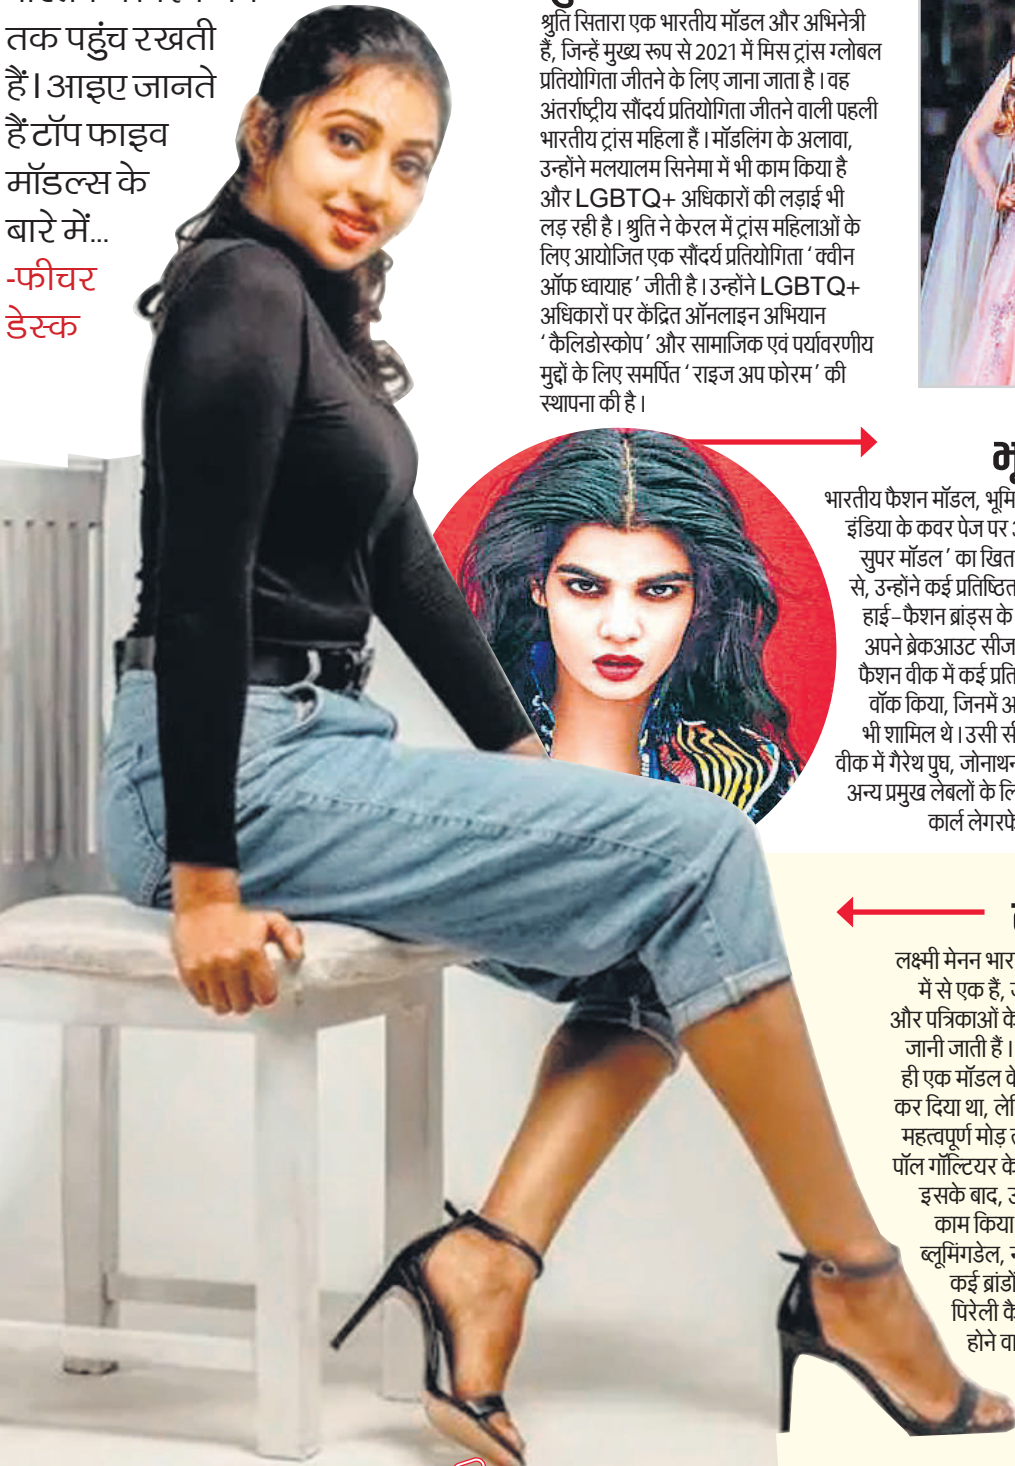 तक पहुंच रखती
हैं। आइए जानते
हैं टॉप फाइव
मॉडल्स के
बारे में...
-फीचर
डेस्क
श्रुति सितारा एक भारतीय मॉडल और अभिनेत्री
हैं, जिन्हें मुख्य रूप से 2021 में मिस ट्रांस ग्लोबल
प्रतियोगिता जीतने के लिए जाना जाता है। वह
अंतर्राष्ट्रीय सौंदर्य प्रतियोगिता जीतने वाली पहली
भारतीय ट्रांस महिला हैं। मॉडलिंग के अलावा,
उन्होंने मलयालम सिनेमा में भी काम किया है
और LGBTQ+ अधिकारों की लड़ाई भी
लड़ रही है। श्रुति ने केरल में ट्रांस महिलाओं के
लिए आयोजित एक सौंदर्य प्रतियोगिता ‘क्वीन
ऑफ ध्वायाह’ जीती है। उन्होंने LGBTQ+
अधिकारों पर केंद्रित ऑनलाइन अभियान
‘कैलिडोस्कोप’ और सामाजिक एवं पर्यावरणीय
मुद्दों के लिए समर्पित ‘राइज अप फोरम’ की
स्थापना की है।
भारतीय फैशन मॉडल,
इंडिया के कवर पेज पर
सुपर मॉडल’ का
से, उन्होंने कई प्रतिष्ठित
हाई-फैशन ब्रांड्स के
अपने ब्रेकआउट
फैशन वीक में कई
वॉक किया, जिनमें
भी शामिल थे। उसी
वीक में गैरेथ पुघ,
अन्य प्रमुख लेबलों के
कार्ल
लक्ष्मी मेनन
में से एक हैं,
और पत्रिकाओं के
जानी जाती हैं।
ही एक मॉडल
कर दिया था,
महत्वपूर्ण मोड़
पॉल गॉल्टियर के
इसके बाद,
काम किया
ब्लूमिंगडेल,
कई
पिरेली
होने